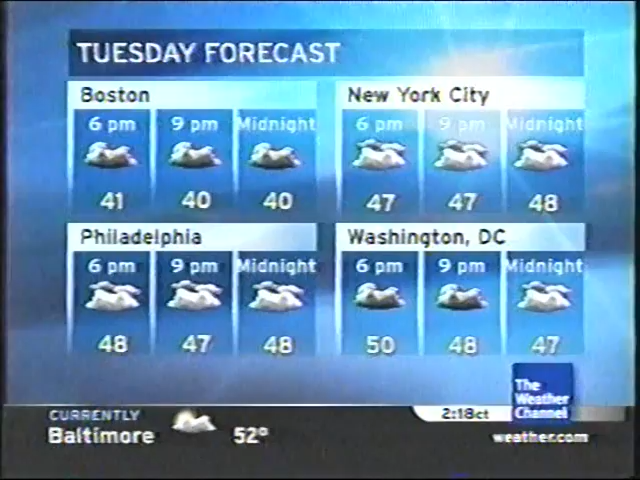 TUESDAY FORECAST
Boston
6 pm 9 pm Midnight
41 40 40
New York City
6 pm 9 pm Midnight
47 47 48
Philadelphia
6 pm 9 pm Midnight
48 47 48
Washington, DC
6 pm 9 pm Midnight
50 48 47
The
Weather
Channel
2:18ct
CURRENTLY
Baltimore 52°
weather.com